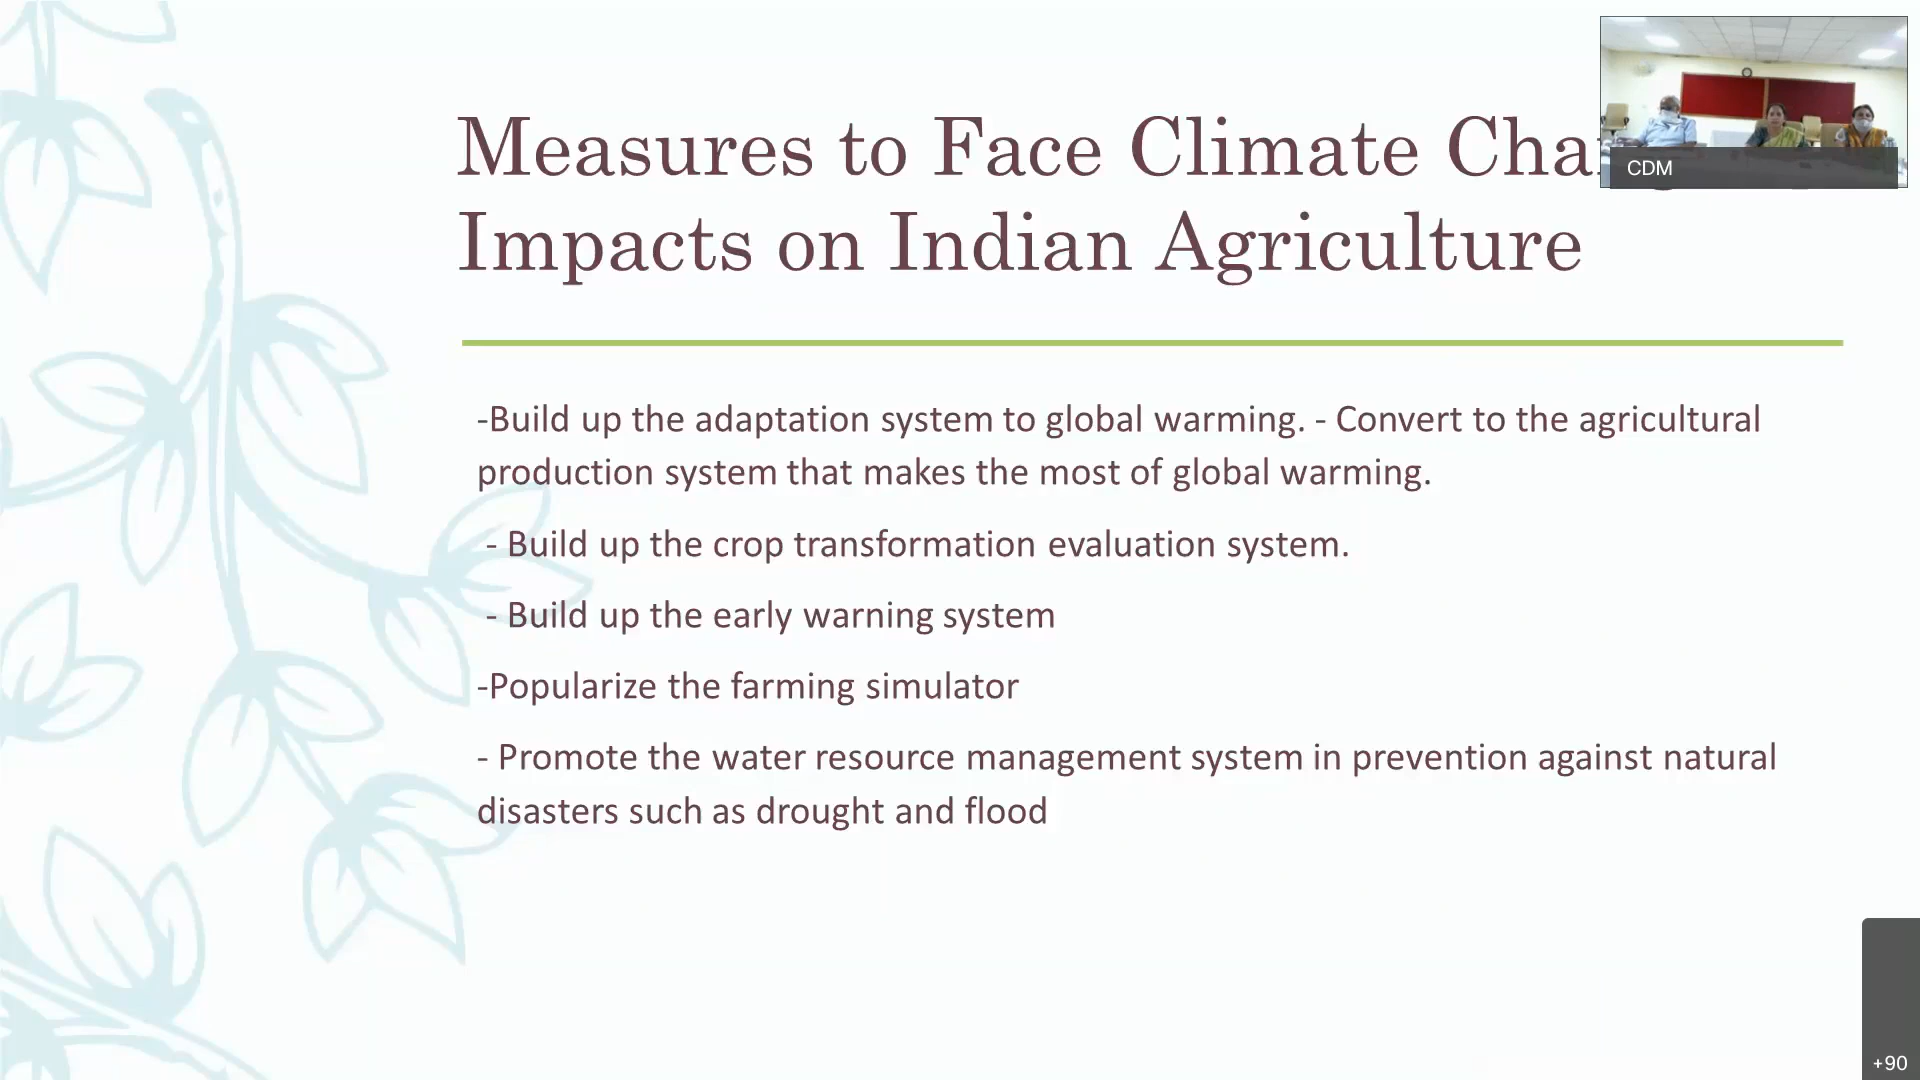 Measures to Face Climate
Impacts on Indian Agriculture
CDM
-Build up the adaptation system to global warming. - Convert to the agricultural
production system that makes the most of global warming.
- Build up the crop transformation evaluation system.
- Build up the early warning system
-Popularize the farming simulator
- Promote the water resource management system in prevention against natural
disasters such as drought and flood
+90